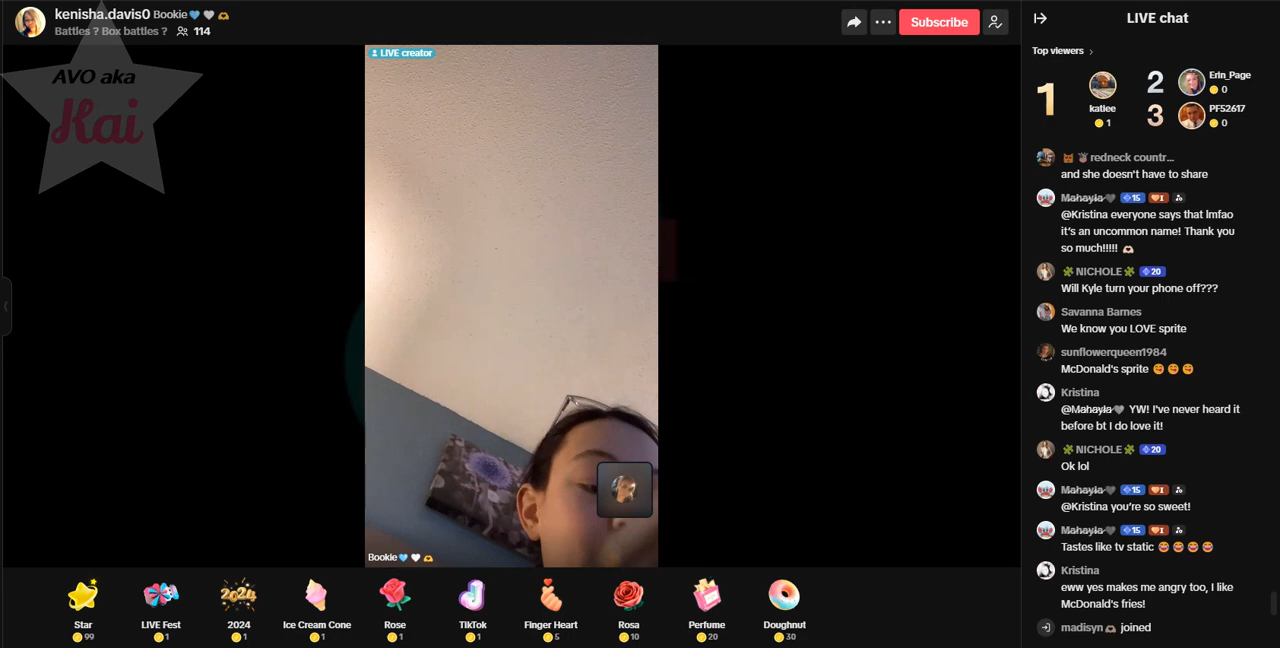 kenisha.davis0 Bookie🩵🤍🫶
Battles ? Box battles ? 114
Subscribe
AVO aka
Kai
LIVE creator
Bookie🩵🤍🫶
Star
99
LIVE Fest
1
2024
2024
1
Ice Cream Cone
1
Rose
1
TikTok
1
Finger Heart
5
Rosa
10
Perfume
20
Doughnut
30
LIVE chat
Top viewers >
1
katiee
1
2
Erin_Page
0
3
PF52617
0
redneck countr...
and she doesn't have to share
Mahayla🩶 15 I
@Kristina everyone says that lmfao
it's an uncommon name! Thank you
so much!!!!! 🫶🏻
NICHOLE 20
Will Kyle turn your phone off???
Savanna Barnes
We know you LOVE sprite
sunflowerqueen1984
McDonald's sprite 🥰🥰🥰
Kristina
@Mahayla🩶 YW! I've never heard it
before bt I do love it!
NICHOLE 20
Ok lol
Mahayla🩶 15 I
@Kristina you're so sweet!
Mahayla🩶 15 I
Tastes like tv static
Kristina
eww yes makes me angry too, I like
McDonald's fries!
madisyn🫶🏽 joined